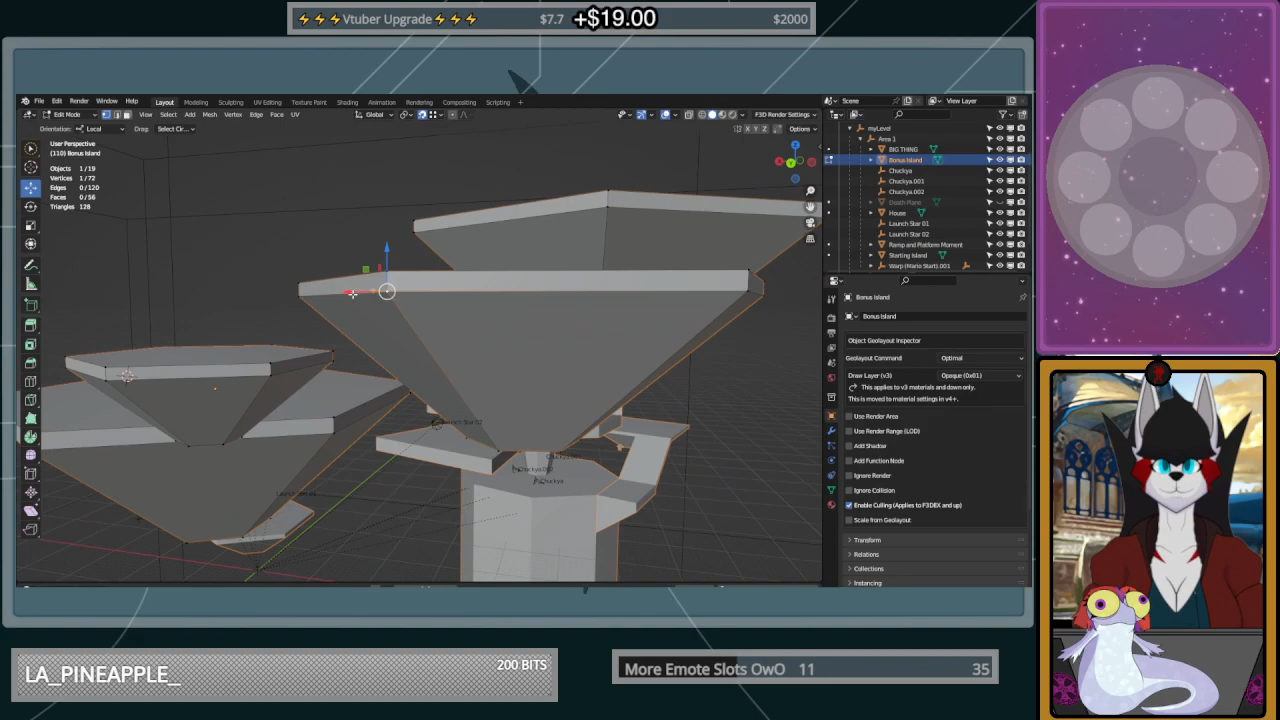 ⚡⚡⚡Vtuber Upgrade⚡⚡⚡ $7.7 +$19.00 $2000
File Edit Render Window Help Layout Modeling Sculpting UV Editing Texture Paint Shading Animation Rendering Compositing Scripting + Scene View Layer
Edit Mode View Select Add Mesh Vertex Edge Face UV Global F3D Render Settings
Orientation: Local Drag: Select Cir... X Y Z Options
User Perspective
(110) Bonus Island
Objects 1/19
Vertices 1/72
Edges 0/120
Faces 0/56
Triangles 128
myLevel
Area 1
BIG THING
Bonus Island
Chuckya
Chuckya.001
Chuckya.002
Death Plane
House
Launch Star 01
Launch Star 02
Ramp and Platform Moment
Starting Island
Warp (Mario Start).001
Bonus Island
Bonus Island
Object Geolayout Inspector
Geolayout Command Optimal
Draw Layer (v3) Opaque (0x01)
This applies to v3 materials and down only.
This is moved to material settings in v4+.
Use Render Area
Use Render Range (LOD)
Add Shadow
Add Function Node
Ignore Render
Ignore Collision
Enable Culling (Applies to F3DEX and up)
Scale from Geolayout
Transform
Relations
Collections
Instancing
Chuckya.002
Chuckya
LA_PINEAPPLE_ 200 BITS
More Emote Slots OwO 11 35